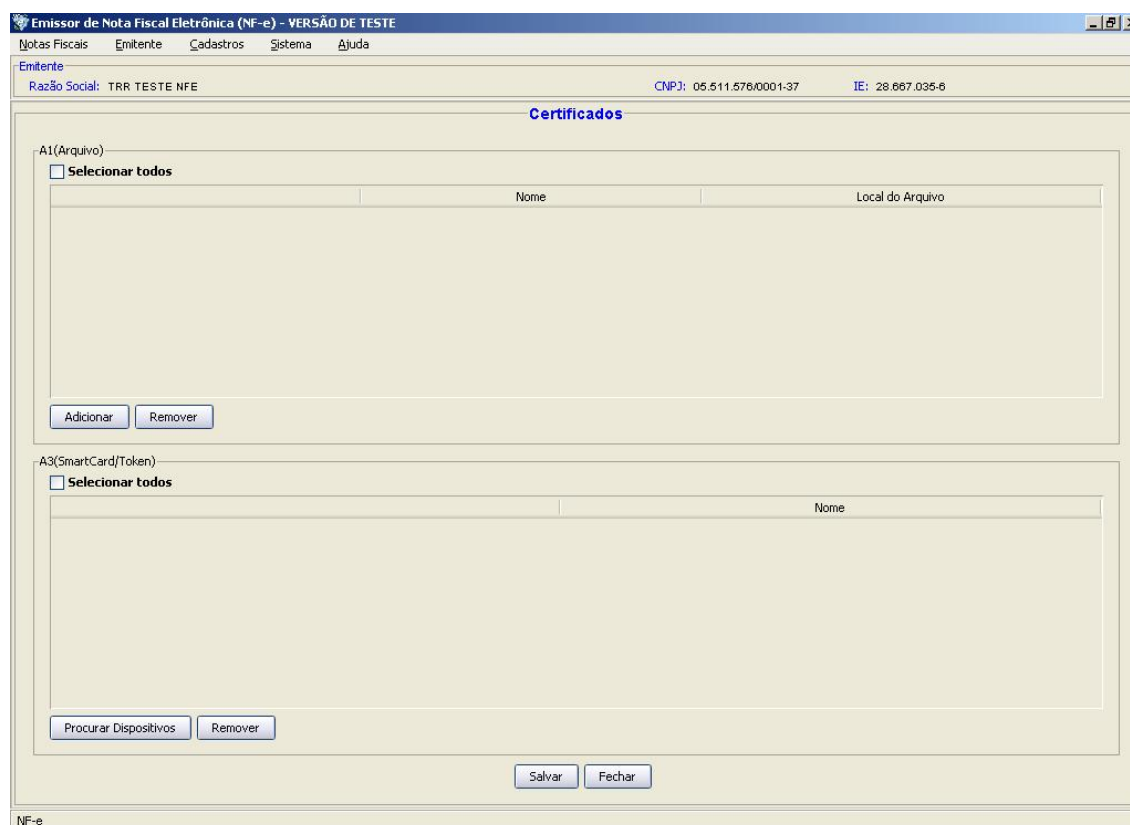 Emissor de Nota Fiscal Eletrônica (NF-e) - VERSÃO DE TESTE
Notas Fiscais Emitente Cadastros Sistema Ajuda
Emitente
Razão Social: TRR TESTE NFE CNPJ: 05.511.576/0001-37 IE: 28.667.035-6
Certificados
A1(Arquivo)
Selecionar todos
Nome Local do Arquivo
Adicionar Remover
A3(SmartCard/Token)
Selecionar todos
Nome
Procurar Dispositivos Remover
Salvar Fechar
NF-e